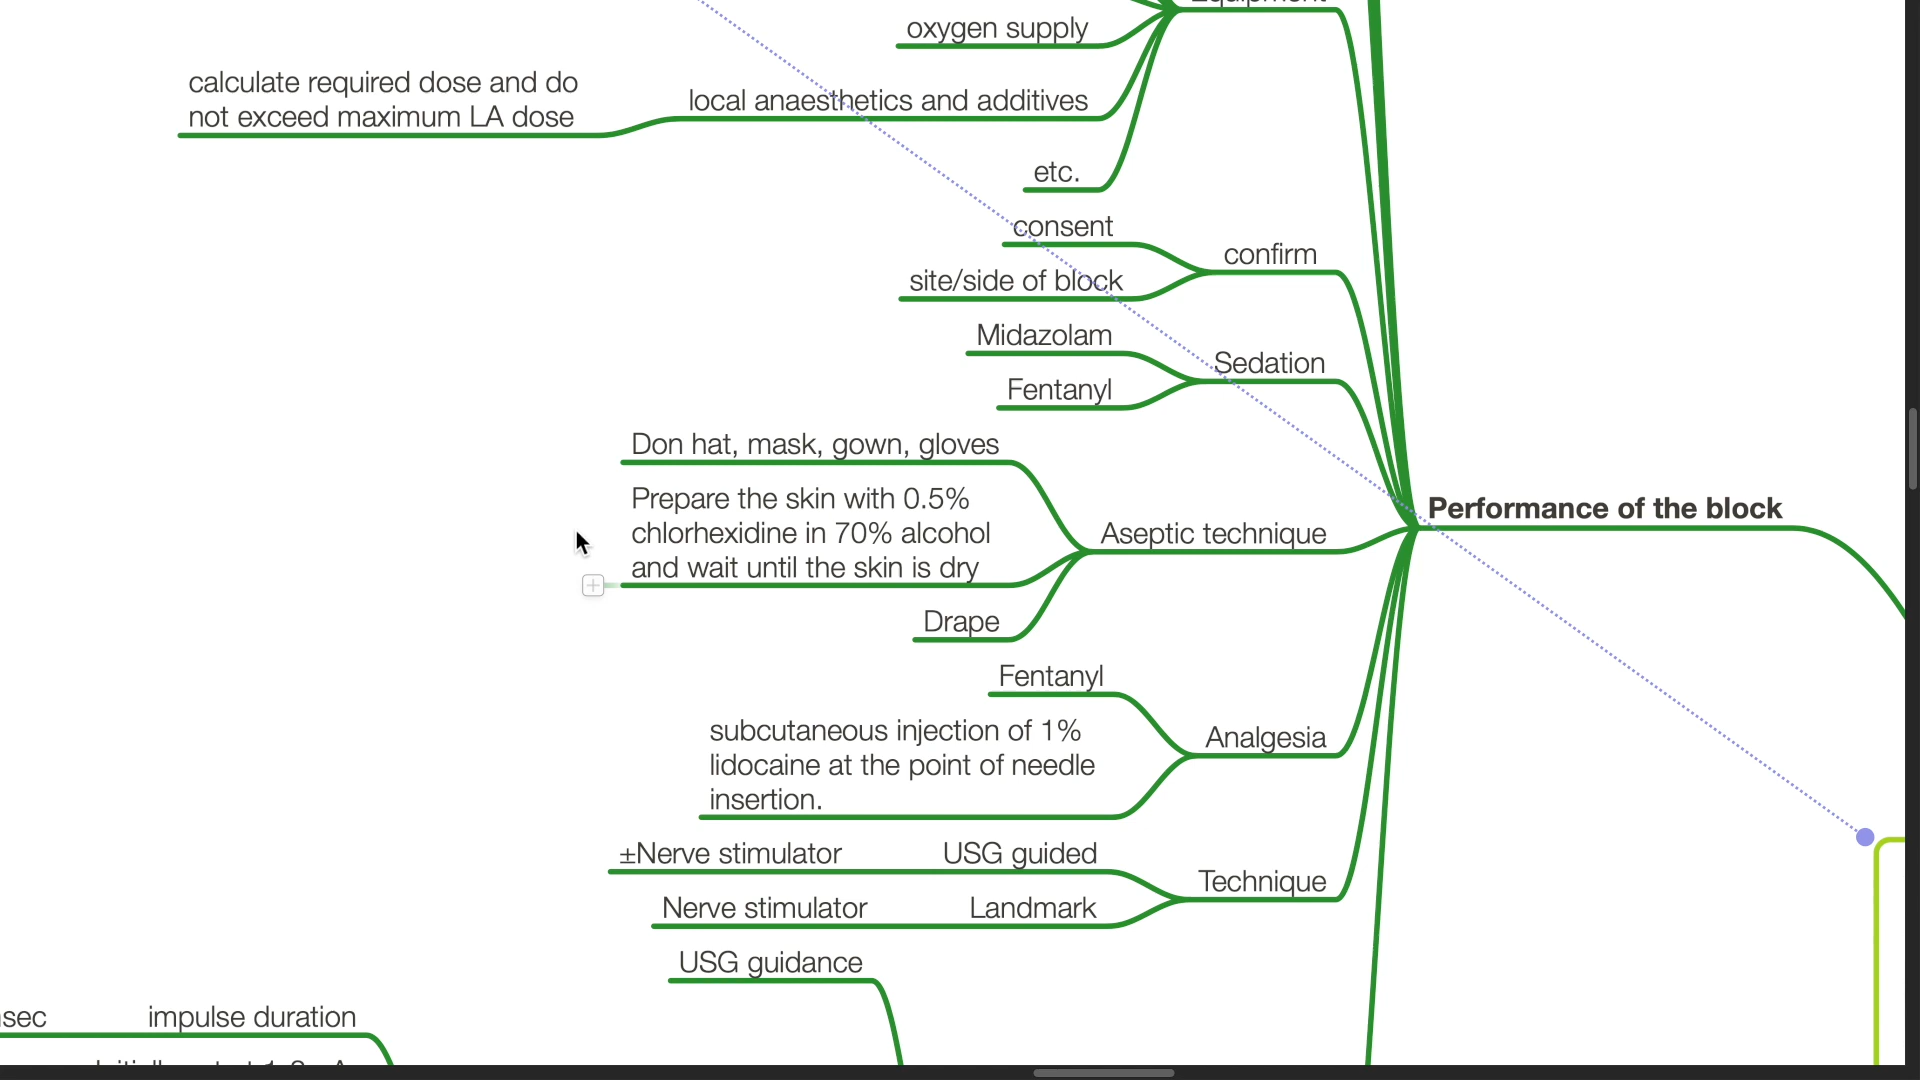 Equipment
oxygen supply
calculate required dose and do
not exceed maximum LA dose
local anaesthetics and additives
etc.
consent
confirm
site/side of block
Midazolam
Sedation
Fentanyl
Don hat, mask, gown, gloves
Prepare the skin with 0.5%
chlorhexidine in 70% alcohol
and wait until the skin is dry
Aseptic technique
Performance of the block
Drape
Fentanyl
subcutaneous injection of 1%
lidocaine at the point of needle
insertion.
Analgesia
±Nerve stimulator
USG guided
Technique
Nerve stimulator
Landmark
USG guidance
impulse duration